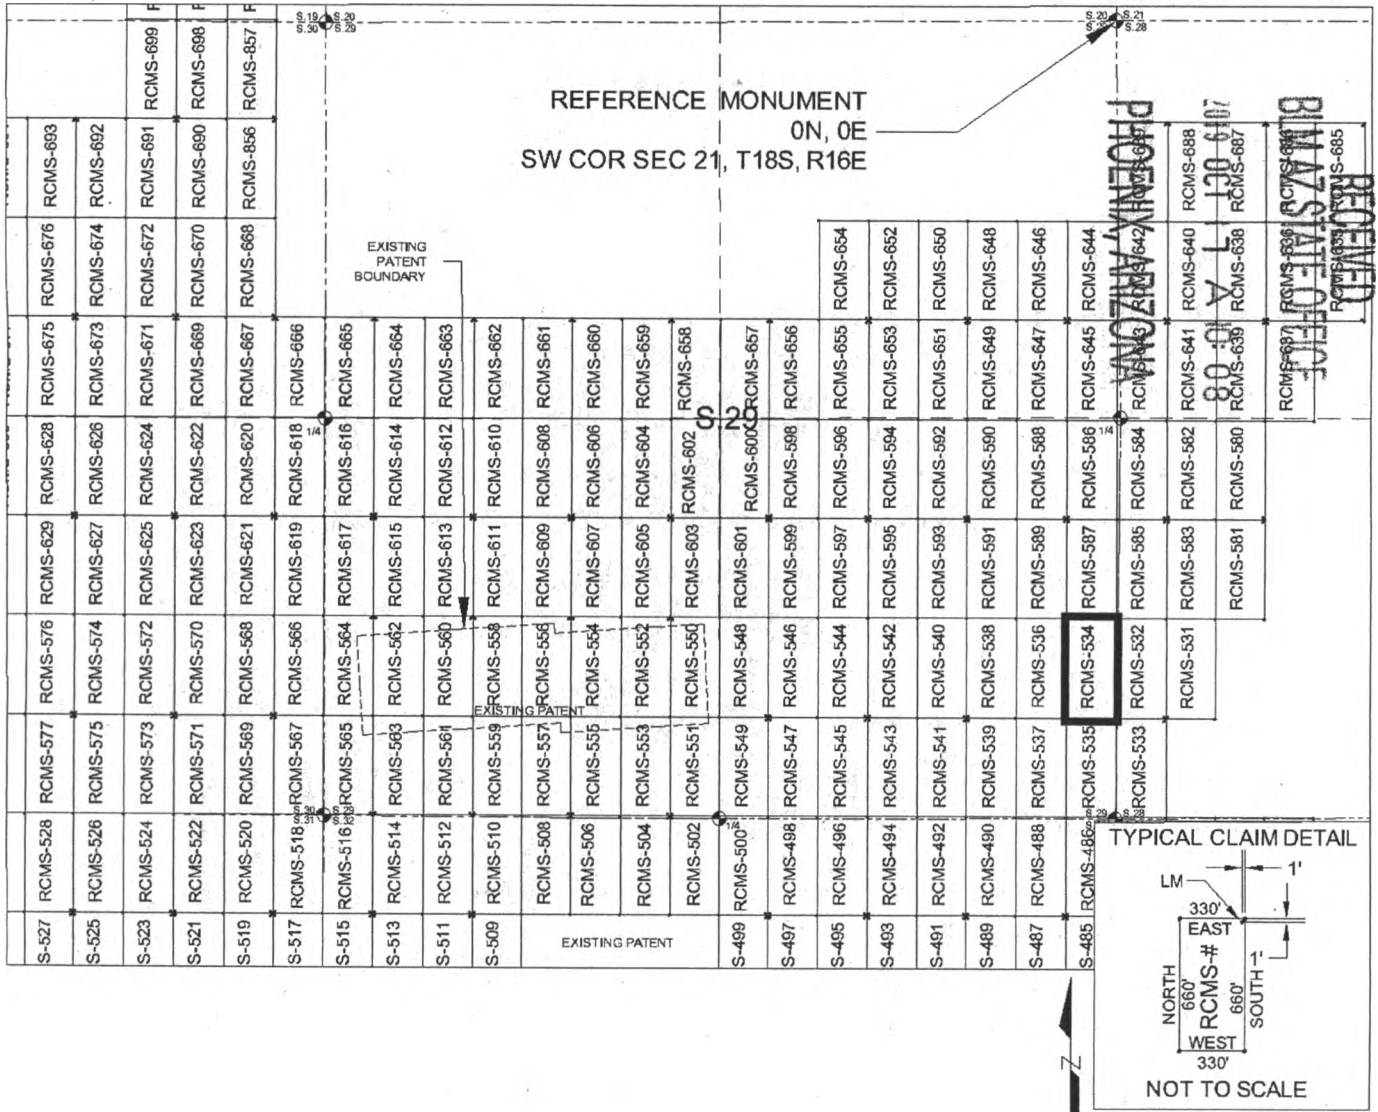 S.19 S.20
S.30 S.29
S.20 S.21
S.28
RCMS-699
RCMS-698
RCMS-857
REFERENCE MONUMENT
0N, 0E
SW COR SEC 21, T18S, R16E
RECEIVED
BLM AZ STATE OFFICE
2019 OCT 17 A 10: 08
PHOENIX, ARIZONA
RCMS-693
RCMS-692
RCMS-691
RCMS-690
RCMS-856
RCMS-688
RCMS-687
RCMS-685
EXISTING
PATENT
BOUNDARY
RCMS-676
RCMS-674
RCMS-672
RCMS-670
RCMS-668
RCMS-654
RCMS-652
RCMS-650
RCMS-648
RCMS-646
RCMS-644
RCMS-642
RCMS-640
RCMS-638
RCMS-636
RCMS-635
RCMS-675
RCMS-673
RCMS-671
RCMS-669
RCMS-667
RCMS-666
RCMS-665
RCMS-664
RCMS-663
RCMS-662
RCMS-661
RCMS-660
RCMS-659
RCMS-658
RCMS-657
RCMS-656
RCMS-655
RCMS-653
RCMS-651
RCMS-649
RCMS-647
RCMS-645
RCMS-643
RCMS-641
RCMS-639
RCMS-637
S.29
1/4
1/4
RCMS-628
RCMS-626
RCMS-624
RCMS-622
RCMS-620
RCMS-618
RCMS-616
RCMS-614
RCMS-612
RCMS-610
RCMS-608
RCMS-606
RCMS-604
RCMS-602
RCMS-600
RCMS-598
RCMS-596
RCMS-594
RCMS-592
RCMS-590
RCMS-588
RCMS-586
RCMS-584
RCMS-582
RCMS-580
RCMS-629
RCMS-627
RCMS-625
RCMS-623
RCMS-621
RCMS-619
RCMS-617
RCMS-615
RCMS-613
RCMS-611
RCMS-609
RCMS-607
RCMS-605
RCMS-603
RCMS-601
RCMS-599
RCMS-597
RCMS-595
RCMS-593
RCMS-591
RCMS-589
RCMS-587
RCMS-585
RCMS-583
RCMS-581
RCMS-576
RCMS-574
RCMS-572
RCMS-570
RCMS-568
RCMS-566
RCMS-564
RCMS-562
RCMS-560
RCMS-558
RCMS-556
RCMS-554
RCMS-552
RCMS-550
RCMS-548
RCMS-546
RCMS-544
RCMS-542
RCMS-540
RCMS-538
RCMS-536
RCMS-534
RCMS-532
RCMS-531
EXISTING PATENT
RCMS-577
RCMS-575
RCMS-573
RCMS-571
RCMS-569
RCMS-567
RCMS-565
RCMS-563
RCMS-561
RCMS-559
RCMS-557
RCMS-555
RCMS-553
RCMS-551
RCMS-549
RCMS-547
RCMS-545
RCMS-543
RCMS-541
RCMS-539
RCMS-537
RCMS-535
RCMS-533
S.30 S.29
S.31 S.32
1/4
S.29 S.28
RCMS-528
RCMS-526
RCMS-524
RCMS-522
RCMS-520
RCMS-518
RCMS-516
RCMS-514
RCMS-512
RCMS-510
RCMS-508
RCMS-506
RCMS-504
RCMS-502
RCMS-500
RCMS-498
RCMS-496
RCMS-494
RCMS-492
RCMS-490
RCMS-488
RCMS-486
S-527
S-525
S-523
S-521
S-519
S-517
S-515
S-513
S-511
S-509
EXISTING PATENT
S-499
S-497
S-495
S-493
S-491
S-489
S-487
S-485
TYPICAL CLAIM DETAIL
LM
1'
330'
EAST
1'
NORTH
660'
RCMS-#
660'
SOUTH
WEST
330'
NOT TO SCALE
N